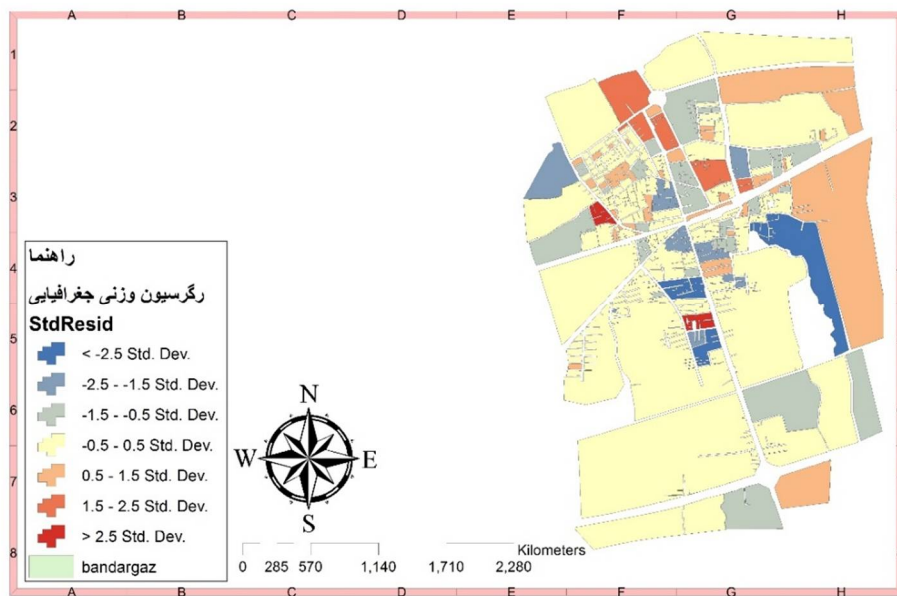 A B C D E F G H
1
2
3
4
5
6
7
8
راهنما
رگرسیون وزنی جغرافیایی
StdResid
< -2.5 Std. Dev.
-2.5 - -1.5 Std. Dev.
-1.5 - -0.5 Std. Dev.
-0.5 - 0.5 Std. Dev.
0.5 - 1.5 Std. Dev.
1.5 - 2.5 Std. Dev.
> 2.5 Std. Dev.
bandargaz
N
W E
S
Kilometers
0 285 570 1,140 1,710 2,280
A B C D E F G H